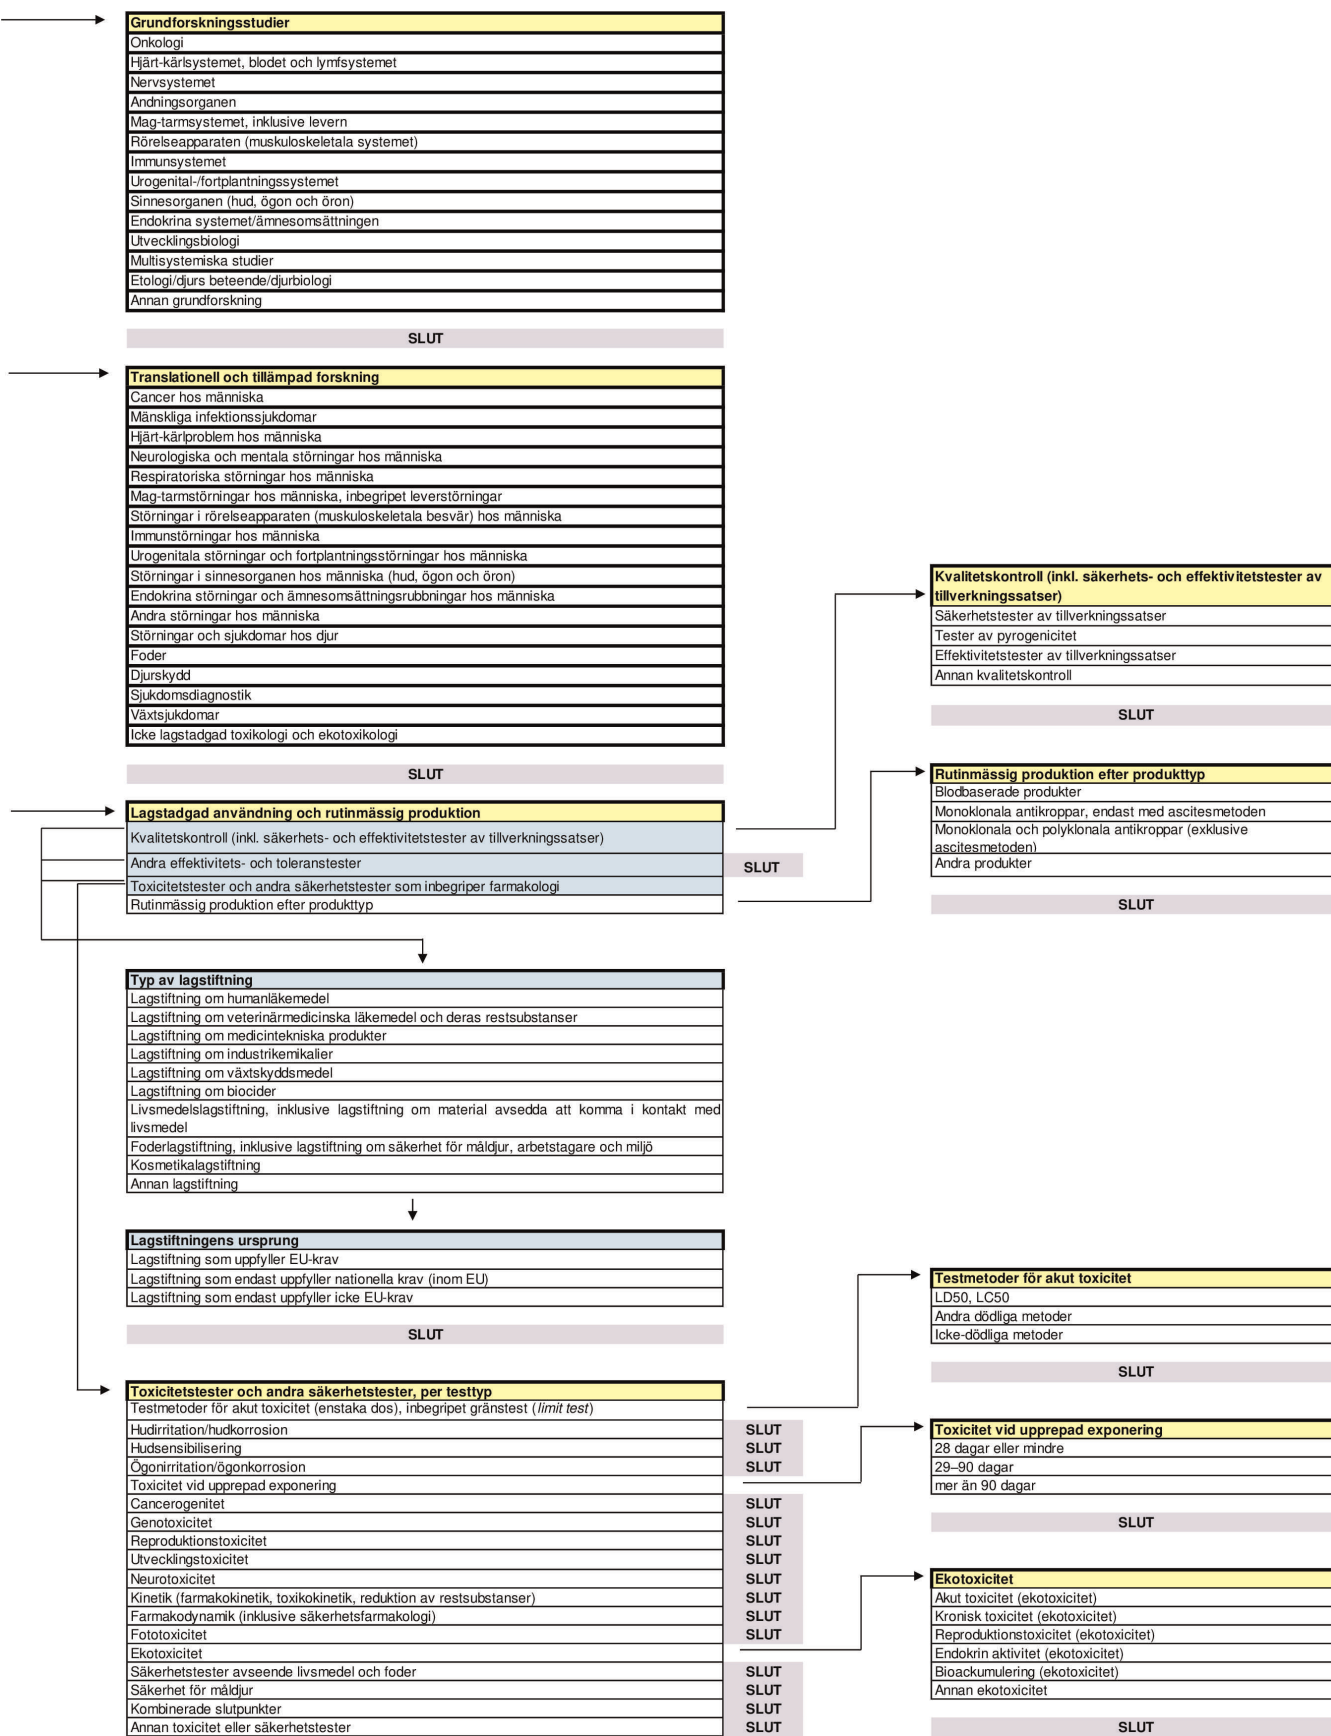 Grundforskningsstudier
Onkologi
Hjärt-kärlsystemet, blodet och lymfsystemet
Nervsystemet
Andningsorganen
Mag-tarmsystemet, inklusive levern
Rörelseapparaten (muskuloskeletala systemet)
Immunsystemet
Urogenital-/fortplantningssystemet
Sinnesorganen (hud, ögon och öron)
Endokrina systemet/ämnesomsättningen
Utvecklingsbiologi
Multisystemiska studier
Etologi/djurs beteende/djurbiologi
Annan grundforskning
SLUT
Translationell och tillämpad forskning
Cancer hos människa
Mänskliga infektionssjukdomar
Hjärt-kärlproblem hos människa
Neurologiska och mentala störningar hos människa
Respiratoriska störningar hos människa
Mag-tarmstörningar hos människa, inbegripet leverstörningar
Störningar i rörelseapparaten (muskuloskeletala besvär) hos människa
Immunstörningar hos människa
Urogenitala störningar och fortplantningsstörningar hos människa
Störningar i sinnesorganen hos människa (hud, ögon och öron)
Endokrina störningar och ämnesomsättningsrubbningar hos människa
Andra störningar hos människa
Störningar och sjukdomar hos djur
Foder
Djurskydd
Sjukdomsdiagnostik
Växtsjukdomar
Icke lagstadgad toxikologi och ekotoxikologi
SLUT
Kvalitetskontroll (inkl. säkerhets- och effektivitetstester av
tillverkningssatser)
Säkerhetstester av tillverkningssatser
Tester av pyrogenicitet
Effektivitetstester av tillverkningssatser
Annan kvalitetskontroll
SLUT
Rutinmässig produktion efter produkttyp
Blodbaserade produkter
Monoklonala antikroppar, endast med ascitesmetoden
Monoklonala och polyklonala antikroppar (exklusive
ascitesmetoden)
Andra produkter
SLUT
Lagstadgad användning och rutinmässig produktion
Kvalitetskontroll (inkl. säkerhets- och effektivitetstester av tillverkningssatser)
Andra effektivitets- och toleranstester SLUT
Toxicitetstester och andra säkerhetstester som inbegriper farmakologi
Rutinmässig produktion efter produkttyp
Typ av lagstiftning
Lagstiftning om humanläkemedel
Lagstiftning om veterinärmedicinska läkemedel och deras restsubstanser
Lagstiftning om medicintekniska produkter
Lagstiftning om industrikemikalier
Lagstiftning om växtskyddsmedel
Lagstiftning om biocider
Livsmedelslagstiftning, inklusive lagstiftning om material avsedda att komma i kontakt med
livsmedel
Foderlagstiftning, inklusive lagstiftning om säkerhet för måldjur, arbetstagare och miljö
Kosmetikalagstiftning
Annan lagstiftning
Lagstiftningens ursprung
Lagstiftning som uppfyller EU-krav
Lagstiftning som endast uppfyller nationella krav (inom EU)
Lagstiftning som endast uppfyller icke EU-krav
SLUT
Toxicitetstester och andra säkerhetstester, per testtyp
Testmetoder för akut toxicitet (enstaka dos), inbegripet gränstest (limit test)
Hudirritation/hudkorrosion SLUT
Hudsensibilisering SLUT
Ögonirritation/ögonkorrosion SLUT
Toxicitet vid upprepad exponering
Cancerogenitet SLUT
Genotoxicitet SLUT
Reproduktionstoxicitet SLUT
Utvecklingstoxicitet SLUT
Neurotoxicitet SLUT
Kinetik (farmakokinetik, toxikokinetik, reduktion av restsubstanser) SLUT
Farmakodynamik (inklusive säkerhetsfarmakologi) SLUT
Fototoxicitet SLUT
Ekotoxicitet
Säkerhetstester avseende livsmedel och foder SLUT
Säkerhet för måldjur SLUT
Kombinerade slutpunkter SLUT
Annan toxicitet eller säkerhetstester SLUT
Testmetoder för akut toxicitet
LD50, LC50
Andra dödliga metoder
Icke-dödliga metoder
SLUT
Toxicitet vid upprepad exponering
28 dagar eller mindre
29–90 dagar
mer än 90 dagar
SLUT
Ekotoxicitet
Akut toxicitet (ekotoxicitet)
Kronisk toxicitet (ekotoxicitet)
Reproduktionstoxicitet (ekotoxicitet)
Endokrin aktivitet (ekotoxicitet)
Bioackumulering (ekotoxicitet)
Annan ekotoxicitet
SLUT